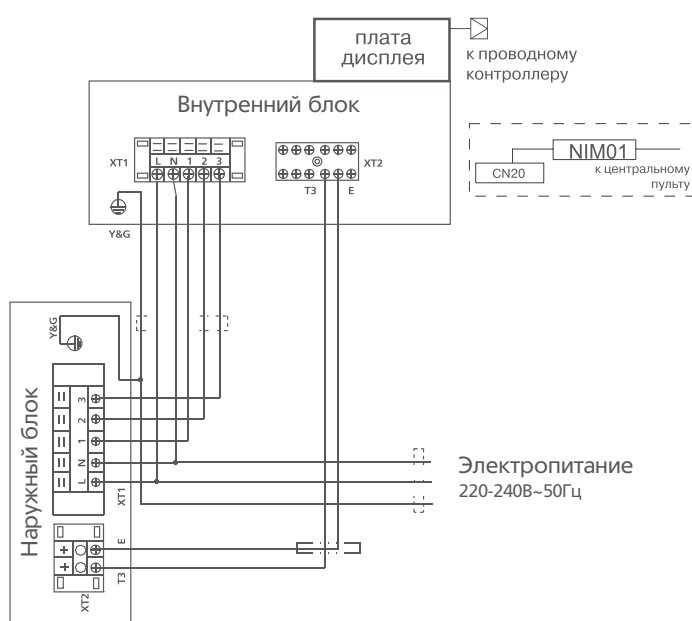 плата
дисплея
к проводному
контроллеру
Внутренний блок
XT1
L N 1 2 3
XT2
T3 E
Y&G
NIM01
CN20
к центральному
пульту
Наружный блок
Y&G
3
2
1
N
L
XT1
Электропитание
220-240В~50Гц
E
T3
XT2